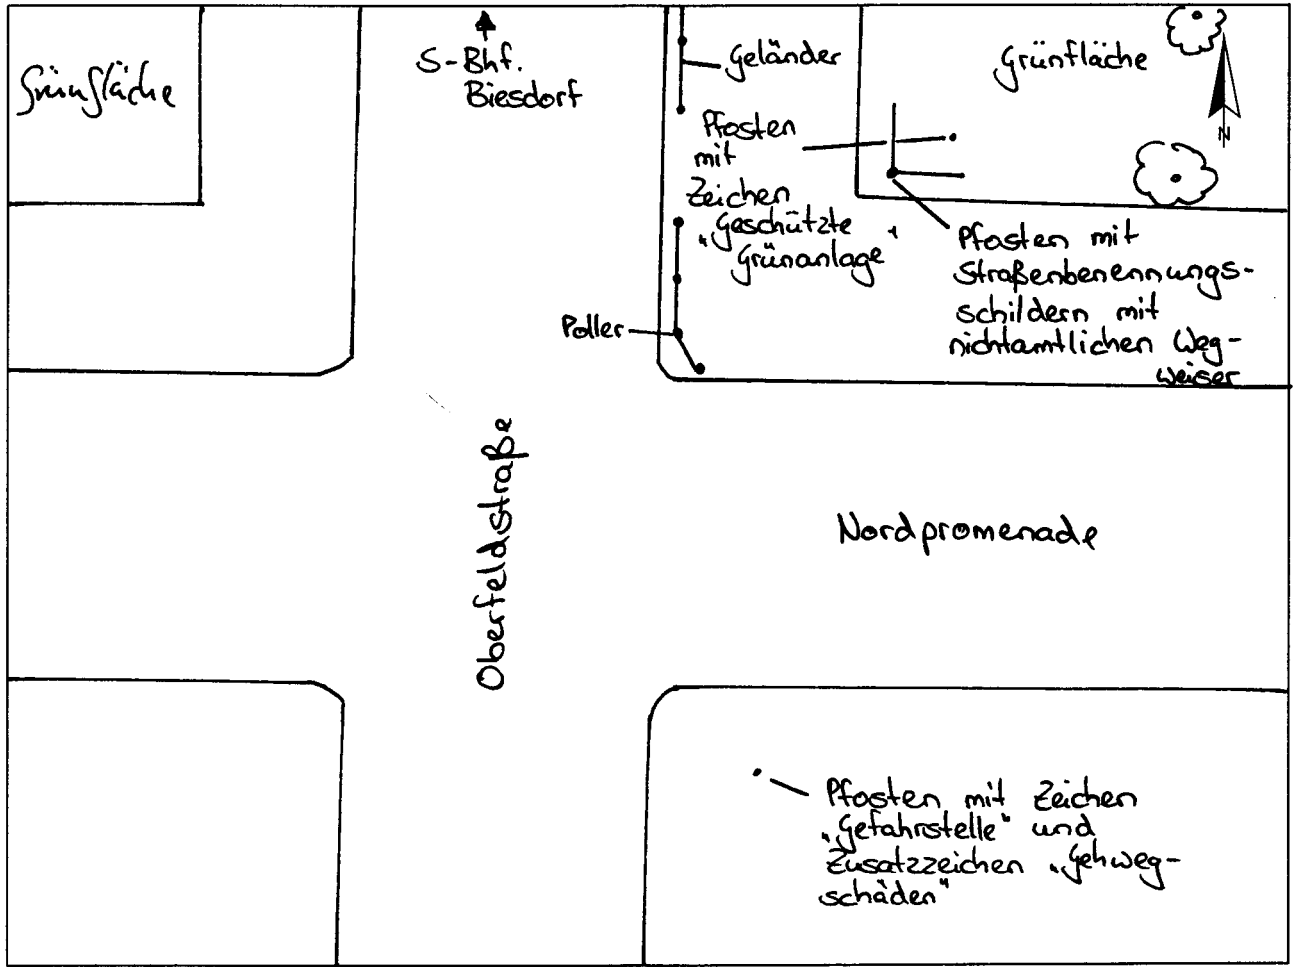 Grünfläche
S-Bhf.
Biesdorf
Geländer
Grünfläche
N
Pfosten
mit
Zeichen
„Geschützte
Grünanlage"
Pfosten mit
Straßenbenennungs-
schildern mit
nichtamtlichen Weg-
weiser
Poller
Oberfeldstraße
Nordpromenade
Pfosten mit Zeichen
„Gefahrstelle" und
Zusatzzeichen „Gehweg-
schäden"